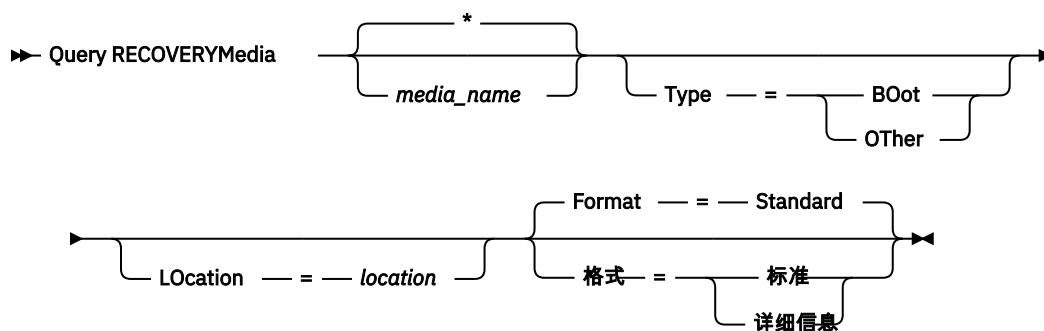 *
Query RECOVERYMedia
media_name
Type = BOot
OTher
Format = Standard
LOcation = location
格式 = 标准
详细信息